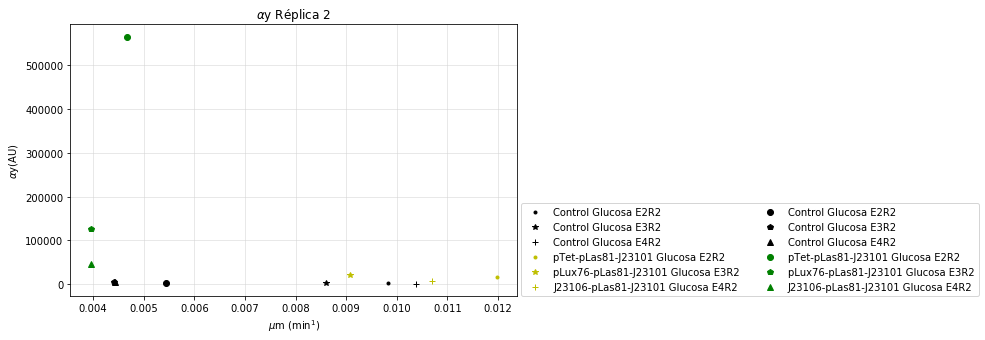 αy Réplica 2
500000
400000
300000
200000
100000
0
αy(AU)
0.004 0.005 0.006 0.007 0.008 0.009 0.010 0.011 0.012
μm (min¹)
Control Glucosa E2R2
Control Glucosa E3R2
Control Glucosa E4R2
pTet-pLas81-J23101 Glucosa E2R2
pLux76-pLas81-J23101 Glucosa E3R2
J23106-pLas81-J23101 Glucosa E4R2
Control Glucosa E2R2
Control Glucosa E3R2
Control Glucosa E4R2
pTet-pLas81-J23101 Glucosa E2R2
pLux76-pLas81-J23101 Glucosa E3R2
J23106-pLas81-J23101 Glucosa E4R2